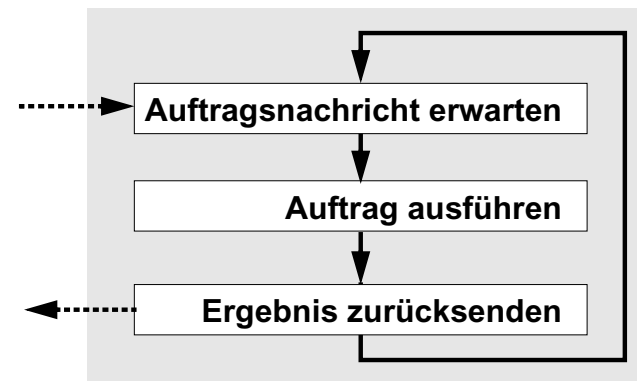 Auftragsnachricht erwarten
Auftrag ausführen
Ergebnis zurücksenden